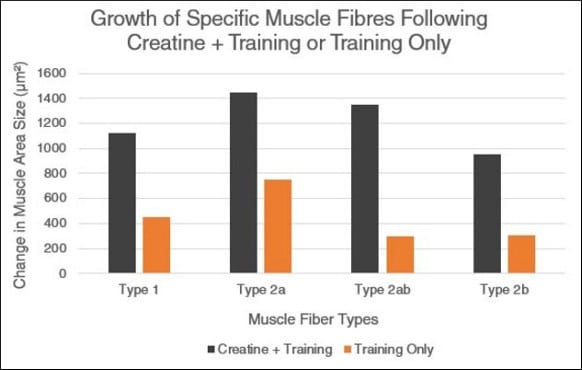 Growth of Specific Muscle Fibres Following
Creatine + Training or Training Only
Change in Muscle Area Size (µm²)
1600
1400
1200
1000
800
600
400
200
0
Type 1 Type 2a Type 2ab Type 2b
Muscle Fiber Types
Creatine + Training Training Only